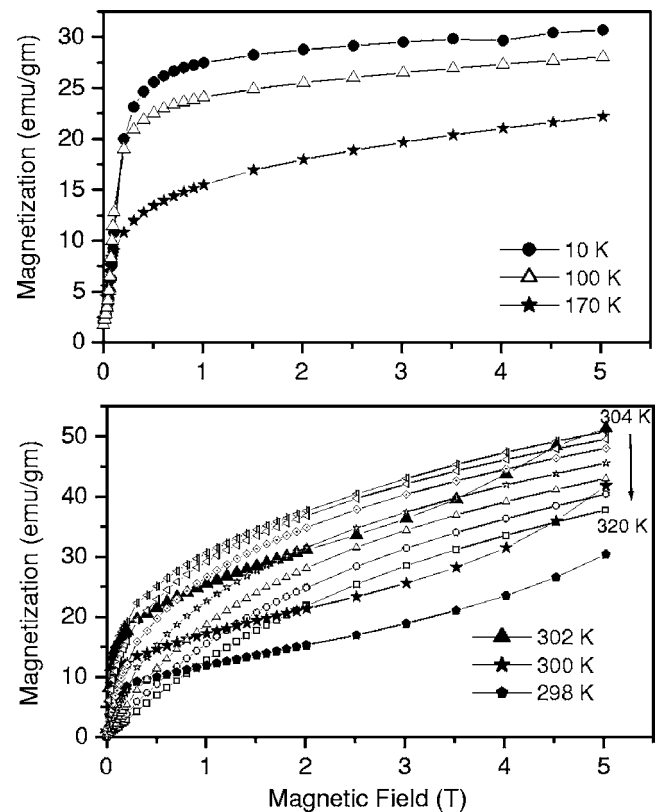 30
25
20
15
10
5
0
Magnetization (emu/gm)
10 K
100 K
170 K
0 1 2 3 4 5
Magnetic Field (T)
50
40
30
20
10
0
Magnetization (emu/gm)
304 K
320 K
302 K
300 K
298 K
0 1 2 3 4 5
Magnetic Field (T)